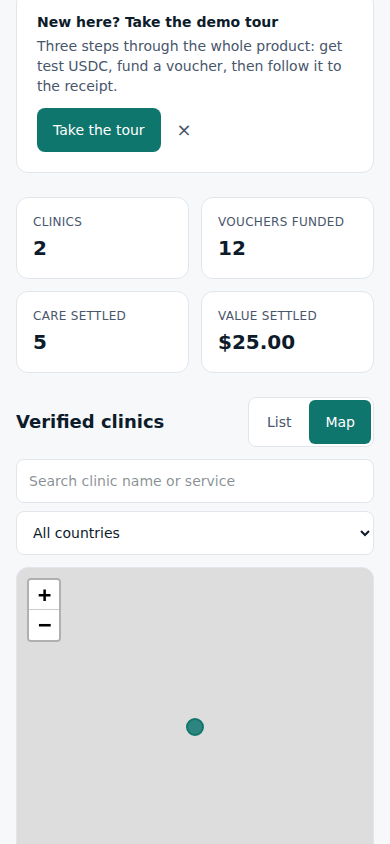 New here? Take the demo tour
Three steps through the whole product: get
test USDC, fund a voucher, then follow it to
the receipt.
Take the tour ×
CLINICS
2
VOUCHERS FUNDED
12
CARE SETTLED
5
VALUE SETTLED
$25.00
Verified clinics
List
Map
Search clinic name or service
All countries
+
−